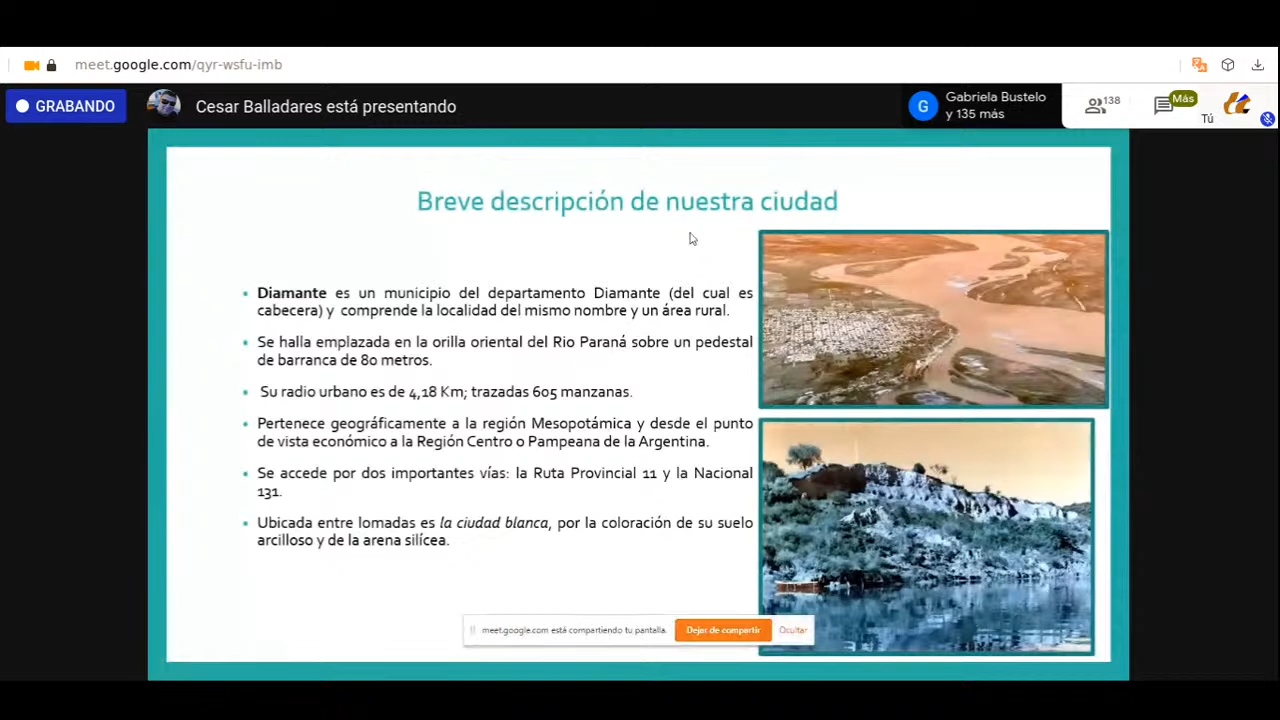 meet.google.com/qyr-wsfu-imb
GRABANDO
Cesar Balladares está presentando
G
Gabriela Bustelo
y 135 más
138
Más
Tú
Breve descripción de nuestra ciudad
• Diamante es un municipio del departamento Diamante (del cual es
cabecera) y comprende la localidad del mismo nombre y un área rural.
• Se halla emplazada en la orilla oriental del Rio Paraná sobre un pedestal
de barranca de 80 metros.
• Su radio urbano es de 4,18 Km; trazadas 605 manzanas.
• Pertenece geográficamente a la región Mesopotámica y desde el punto
de vista económico a la Región Centro o Pampeana de la Argentina.
• Se accede por dos importantes vías: la Ruta Provincial 11 y la Nacional
131.
• Ubicada entre lomadas es la ciudad blanca, por la coloración de su suelo
arcilloso y de la arena silícea.
meet.google.com está compartiendo tu pantalla.
Dejar de compartir
Ocultar